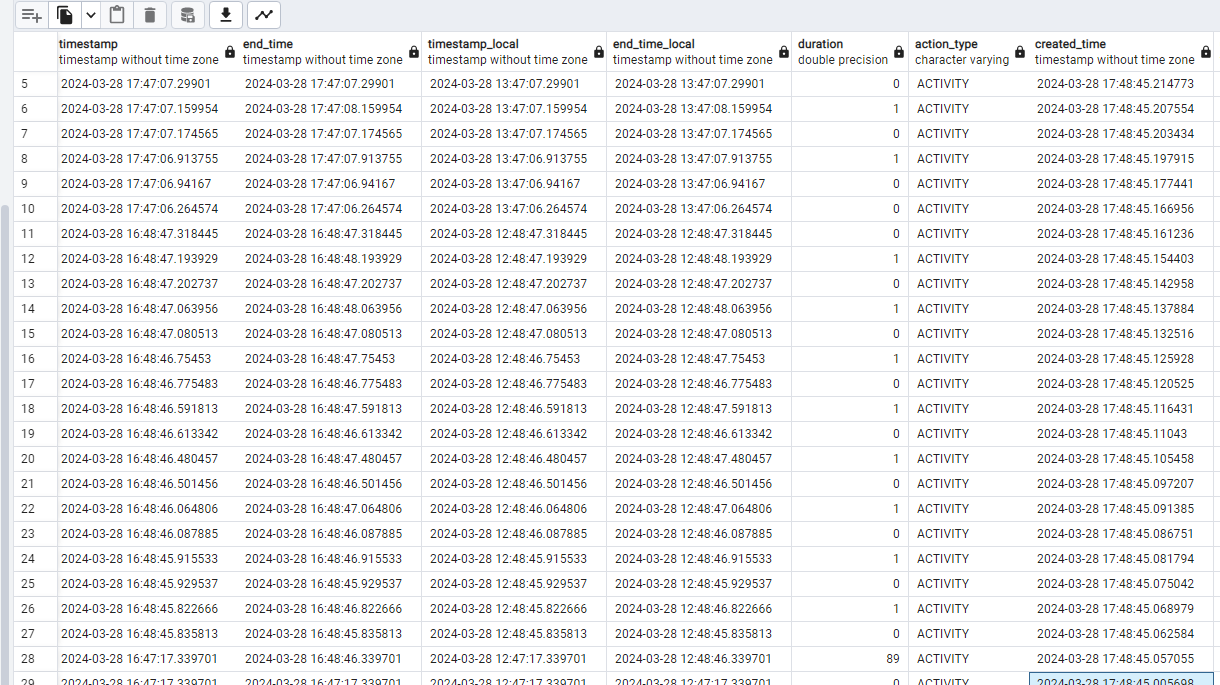 timestamp end_time timestamp_local end_time_local duration action_type created_time
timestamp without time zone timestamp without time zone timestamp without time zone timestamp without time zone double precision character varying timestamp without time zone
5 2024-03-28 17:47:07.29901 2024-03-28 17:47:07.29901 2024-03-28 13:47:07.29901 2024-03-28 13:47:07.29901 0 ACTIVITY 2024-03-28 17:48:45.214773
6 2024-03-28 17:47:07.159954 2024-03-28 17:47:08.159954 2024-03-28 13:47:07.159954 2024-03-28 13:47:08.159954 1 ACTIVITY 2024-03-28 17:48:45.207554
7 2024-03-28 17:47:07.174565 2024-03-28 17:47:07.174565 2024-03-28 13:47:07.174565 2024-03-28 13:47:07.174565 0 ACTIVITY 2024-03-28 17:48:45.203434
8 2024-03-28 17:47:06.913755 2024-03-28 17:47:07.913755 2024-03-28 13:47:06.913755 2024-03-28 13:47:07.913755 1 ACTIVITY 2024-03-28 17:48:45.197915
9 2024-03-28 17:47:06.94167 2024-03-28 17:47:06.94167 2024-03-28 13:47:06.94167 2024-03-28 13:47:06.94167 0 ACTIVITY 2024-03-28 17:48:45.177441
10 2024-03-28 17:47:06.264574 2024-03-28 17:47:06.264574 2024-03-28 13:47:06.264574 2024-03-28 13:47:06.264574 0 ACTIVITY 2024-03-28 17:48:45.166956
11 2024-03-28 16:48:47.318445 2024-03-28 16:48:47.318445 2024-03-28 12:48:47.318445 2024-03-28 12:48:47.318445 0 ACTIVITY 2024-03-28 17:48:45.161236
12 2024-03-28 16:48:47.193929 2024-03-28 16:48:48.193929 2024-03-28 12:48:47.193929 2024-03-28 12:48:48.193929 1 ACTIVITY 2024-03-28 17:48:45.154403
13 2024-03-28 16:48:47.202737 2024-03-28 16:48:47.202737 2024-03-28 12:48:47.202737 2024-03-28 12:48:47.202737 0 ACTIVITY 2024-03-28 17:48:45.142958
14 2024-03-28 16:48:47.063956 2024-03-28 16:48:48.063956 2024-03-28 12:48:47.063956 2024-03-28 12:48:48.063956 1 ACTIVITY 2024-03-28 17:48:45.137884
15 2024-03-28 16:48:47.080513 2024-03-28 16:48:47.080513 2024-03-28 12:48:47.080513 2024-03-28 12:48:47.080513 0 ACTIVITY 2024-03-28 17:48:45.132516
16 2024-03-28 16:48:46.75453 2024-03-28 16:48:47.75453 2024-03-28 12:48:46.75453 2024-03-28 12:48:47.75453 1 ACTIVITY 2024-03-28 17:48:45.125928
17 2024-03-28 16:48:46.775483 2024-03-28 16:48:46.775483 2024-03-28 12:48:46.775483 2024-03-28 12:48:46.775483 0 ACTIVITY 2024-03-28 17:48:45.120525
18 2024-03-28 16:48:46.591813 2024-03-28 16:48:47.591813 2024-03-28 12:48:46.591813 2024-03-28 12:48:47.591813 1 ACTIVITY 2024-03-28 17:48:45.116431
19 2024-03-28 16:48:46.613342 2024-03-28 16:48:46.613342 2024-03-28 12:48:46.613342 2024-03-28 12:48:46.613342 0 ACTIVITY 2024-03-28 17:48:45.11043
20 2024-03-28 16:48:46.480457 2024-03-28 16:48:47.480457 2024-03-28 12:48:46.480457 2024-03-28 12:48:47.480457 1 ACTIVITY 2024-03-28 17:48:45.105458
21 2024-03-28 16:48:46.501456 2024-03-28 16:48:46.501456 2024-03-28 12:48:46.501456 2024-03-28 12:48:46.501456 0 ACTIVITY 2024-03-28 17:48:45.097207
22 2024-03-28 16:48:46.064806 2024-03-28 16:48:47.064806 2024-03-28 12:48:46.064806 2024-03-28 12:48:47.064806 1 ACTIVITY 2024-03-28 17:48:45.091385
23 2024-03-28 16:48:46.087885 2024-03-28 16:48:46.087885 2024-03-28 12:48:46.087885 2024-03-28 12:48:46.087885 0 ACTIVITY 2024-03-28 17:48:45.086751
24 2024-03-28 16:48:45.915533 2024-03-28 16:48:46.915533 2024-03-28 12:48:45.915533 2024-03-28 12:48:46.915533 1 ACTIVITY 2024-03-28 17:48:45.081794
25 2024-03-28 16:48:45.929537 2024-03-28 16:48:45.929537 2024-03-28 12:48:45.929537 2024-03-28 12:48:45.929537 0 ACTIVITY 2024-03-28 17:48:45.075042
26 2024-03-28 16:48:45.822666 2024-03-28 16:48:46.822666 2024-03-28 12:48:45.822666 2024-03-28 12:48:46.822666 1 ACTIVITY 2024-03-28 17:48:45.068979
27 2024-03-28 16:48:45.835813 2024-03-28 16:48:45.835813 2024-03-28 12:48:45.835813 2024-03-28 12:48:45.835813 0 ACTIVITY 2024-03-28 17:48:45.062584
28 2024-03-28 16:47:17.339701 2024-03-28 16:48:46.339701 2024-03-28 12:47:17.339701 2024-03-28 12:48:46.339701 89 ACTIVITY 2024-03-28 17:48:45.057055
29 2024-03-28 16:47:17.339701 2024-03-28 16:47:17.339701 2024-03-28 12:47:17.339701 2024-03-28 12:47:17.339701 0 ACTIVITY 2024-03-28 17:48:45.005698